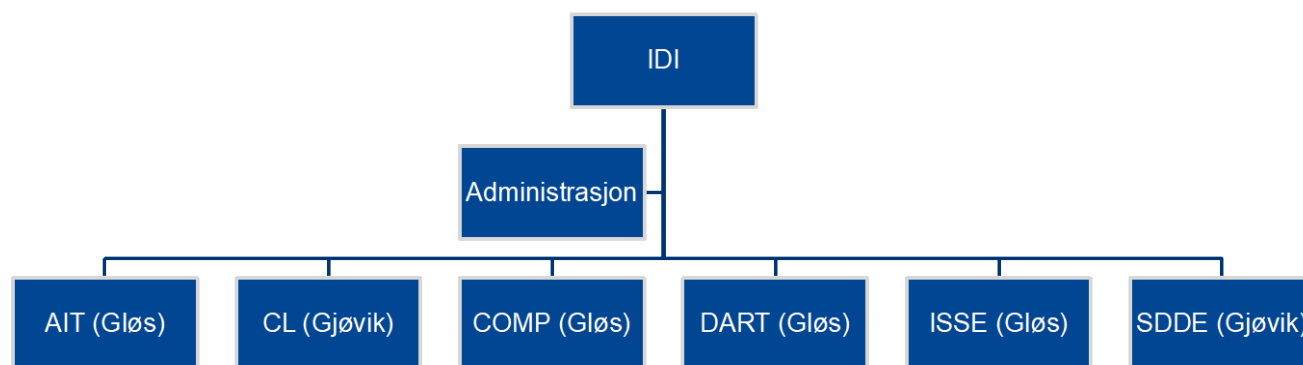 IDI
Administrasjon
AIT (Gløs)
CL (Gjøvik)
COMP (Gløs)
DART (Gløs)
ISSE (Gløs)
SDDE (Gjøvik)